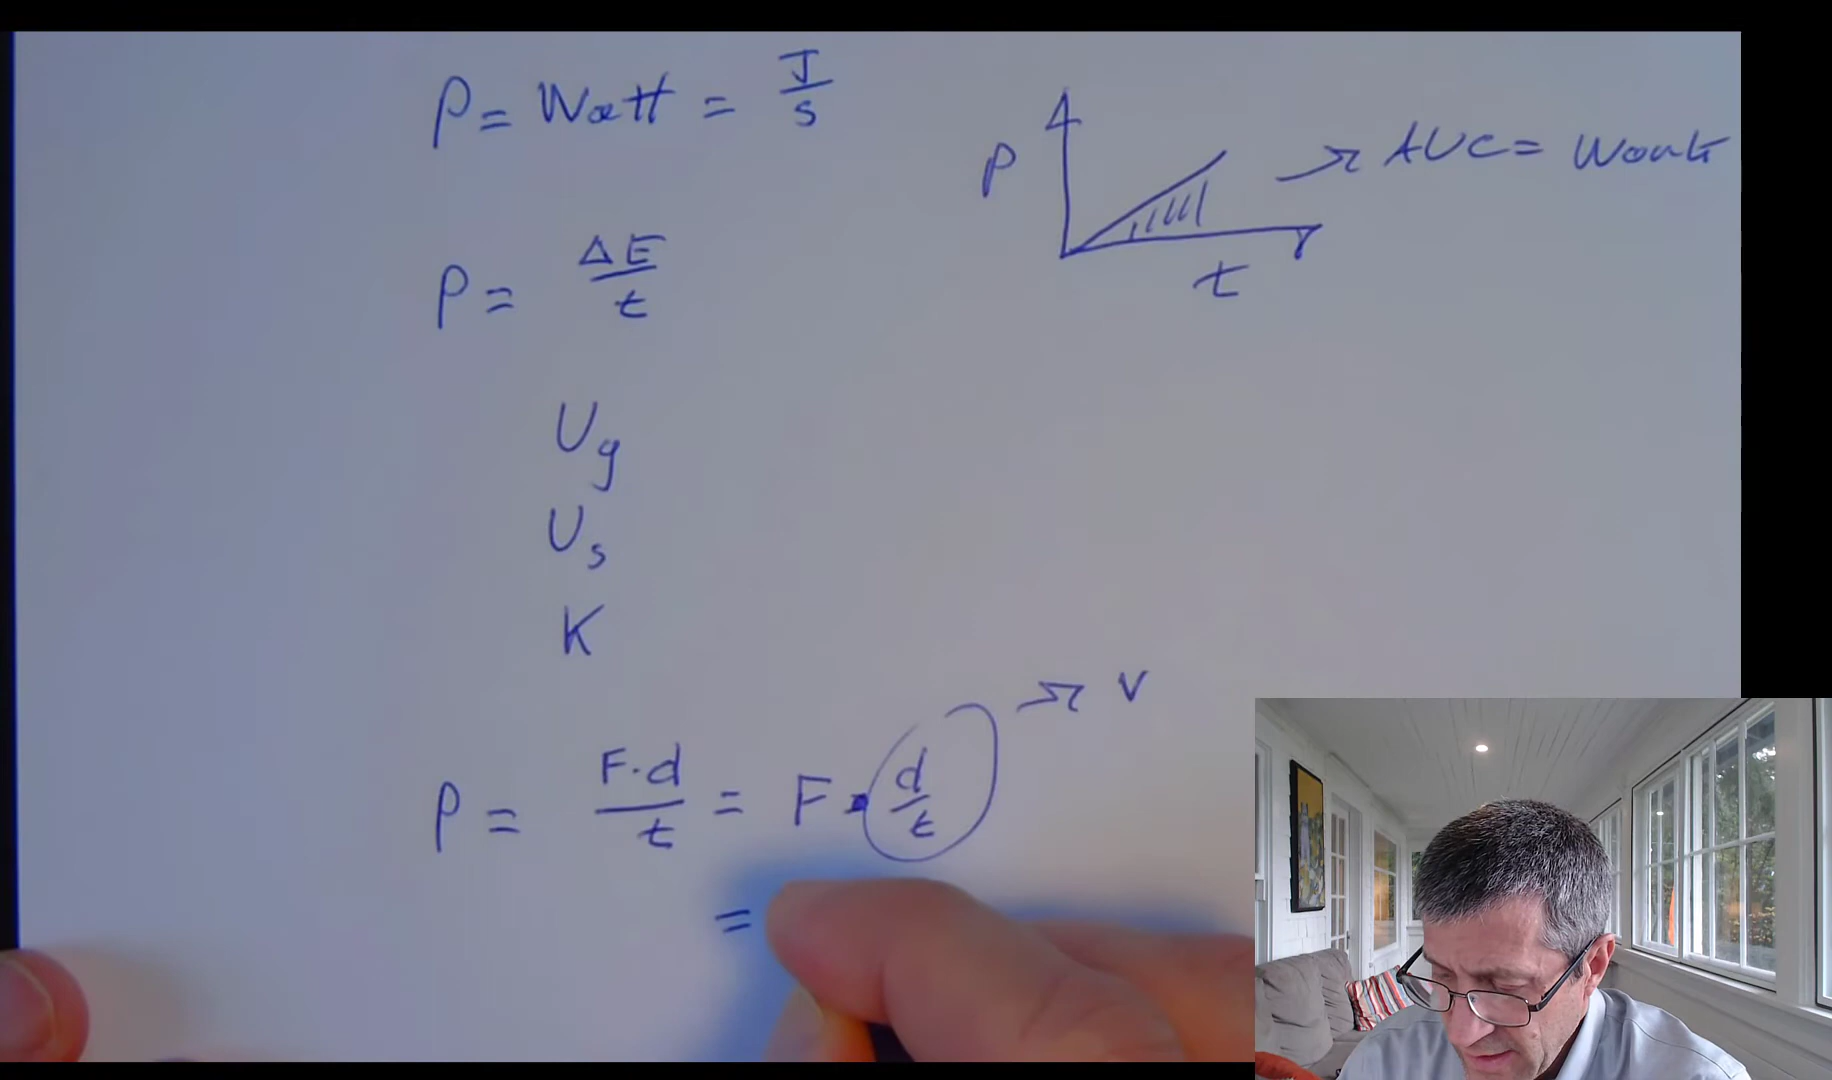 P = Watt = J/s
P
→ AUC = Work
t
P = ΔE/t
Ug
Us
K
→ v
P = F·d/t = F · d/t
=